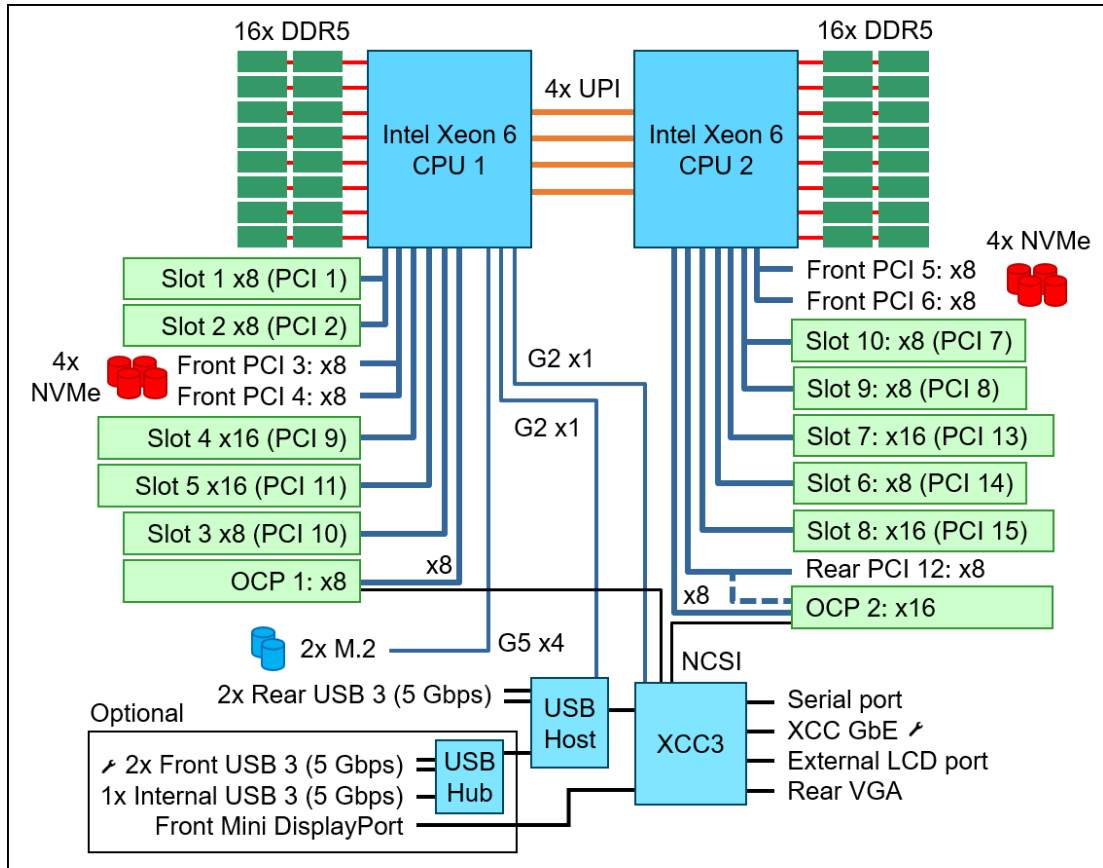 16x DDR5
16x DDR5
4x UPI
Intel Xeon 6
CPU 1
Intel Xeon 6
CPU 2
Slot 1 x8 (PCI 1)
Slot 2 x8 (PCI 2)
4x
NVMe
Front PCI 3: x8
Front PCI 4: x8
Slot 4 x16 (PCI 9)
Slot 5 x16 (PCI 11)
Slot 3 x8 (PCI 10)
OCP 1: x8
x8
G2 x1
G2 x1
4x NVMe
Front PCI 5: x8
Front PCI 6: x8
Slot 10: x8 (PCI 7)
Slot 9: x8 (PCI 8)
Slot 7: x16 (PCI 13)
Slot 6: x8 (PCI 14)
Slot 8: x16 (PCI 15)
Rear PCI 12: x8
x8
OCP 2: x16
2x M.2
G5 x4
NCSI
2x Rear USB 3 (5 Gbps)
USB
Host
XCC3
Serial port
XCC GbE
External LCD port
Rear VGA
Optional
2x Front USB 3 (5 Gbps)
1x Internal USB 3 (5 Gbps)
USB
Hub
Front Mini DisplayPort